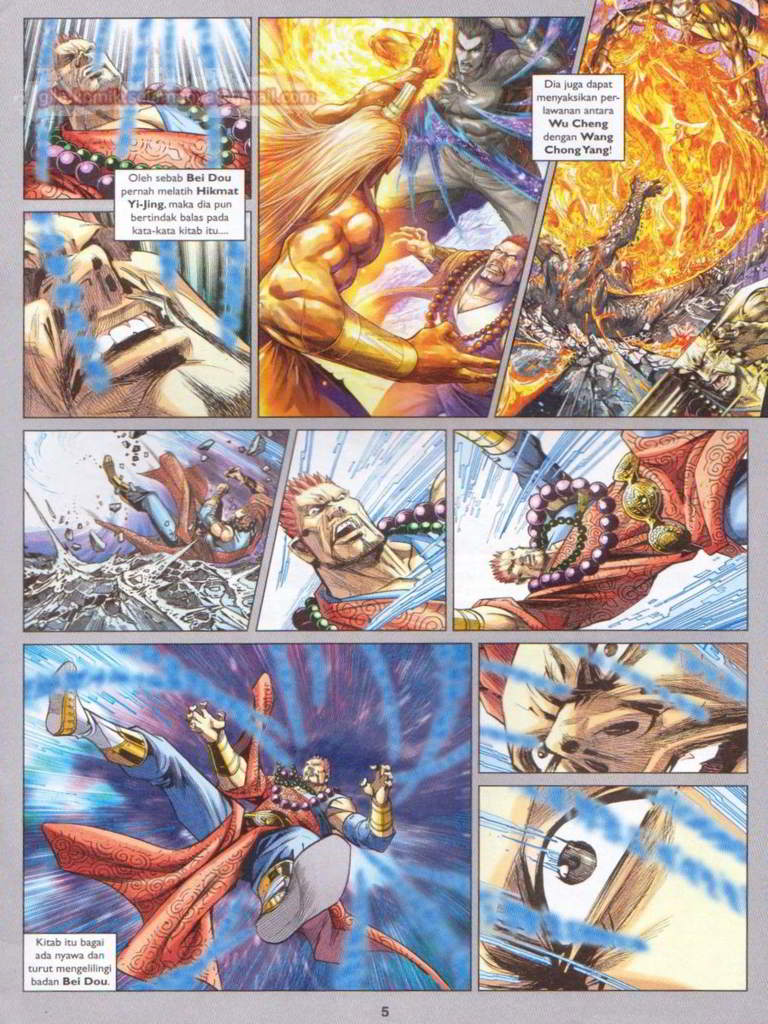 Oleh sebab Bei Dou
pernah melatih Hikmat
Yi-Jing, maka dia pun
bertindak balas pada
kata-kata kitab itu....
Dia juga dapat
menyaksikan per-
lawanan antara
Wu Cheng
dengan Wang
Chong Yang!
Kitab itu bagai
ada nyawa dan
turut mengelilingi
badan Bei Dou.
5